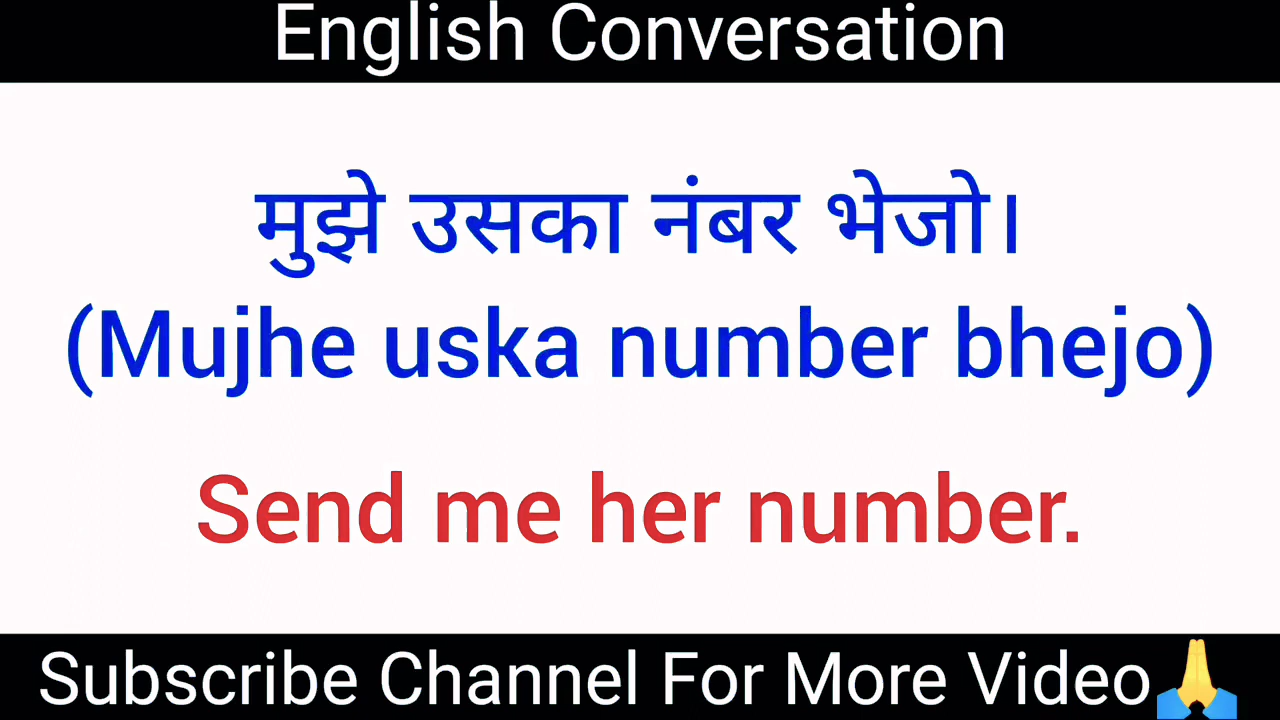 English Conversation
मुझे उसका नंबर भेजो।
(Mujhe uska number bhejo)
Send me her number.
Subscribe Channel For More Video🙏